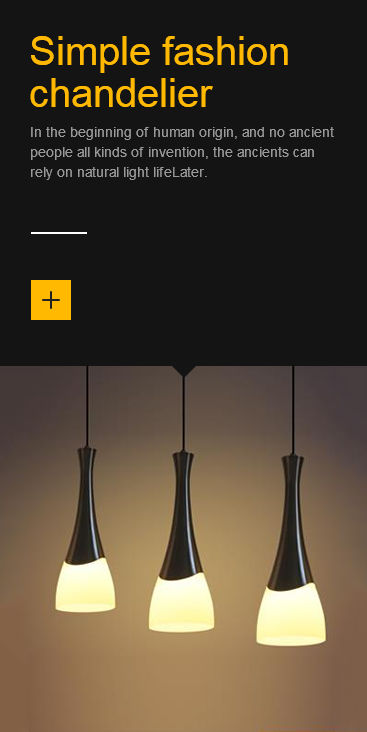 Simple fashion
chandelier
In the beginning of human origin, and no ancient
people all kinds of invention, the ancients can
rely on natural light lifeLater.